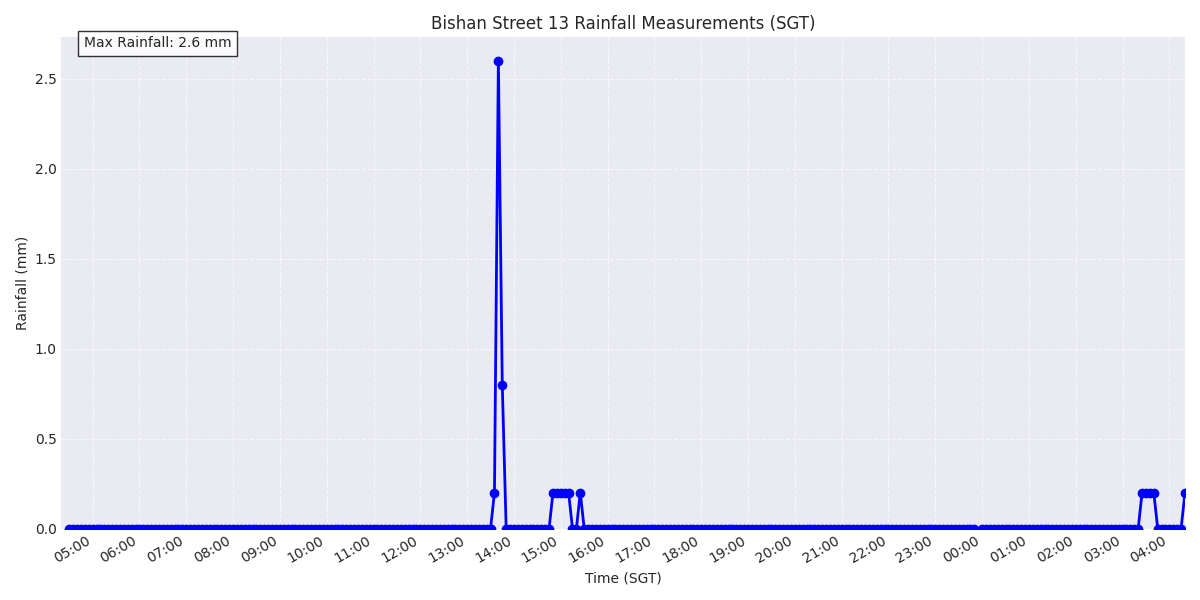 Bishan Street 13 Rainfall Measurements (SGT)
Max Rainfall: 2.6 mm
Rainfall (mm)
2.5
2.0
1.5
1.0
0.5
0.0
05:00 06:00 07:00 08:00 09:00 10:00 11:00 12:00 13:00 14:00 15:00 16:00 17:00 18:00 19:00 20:00 21:00 22:00 23:00 00:00 01:00 02:00 03:00 04:00
Time (SGT)